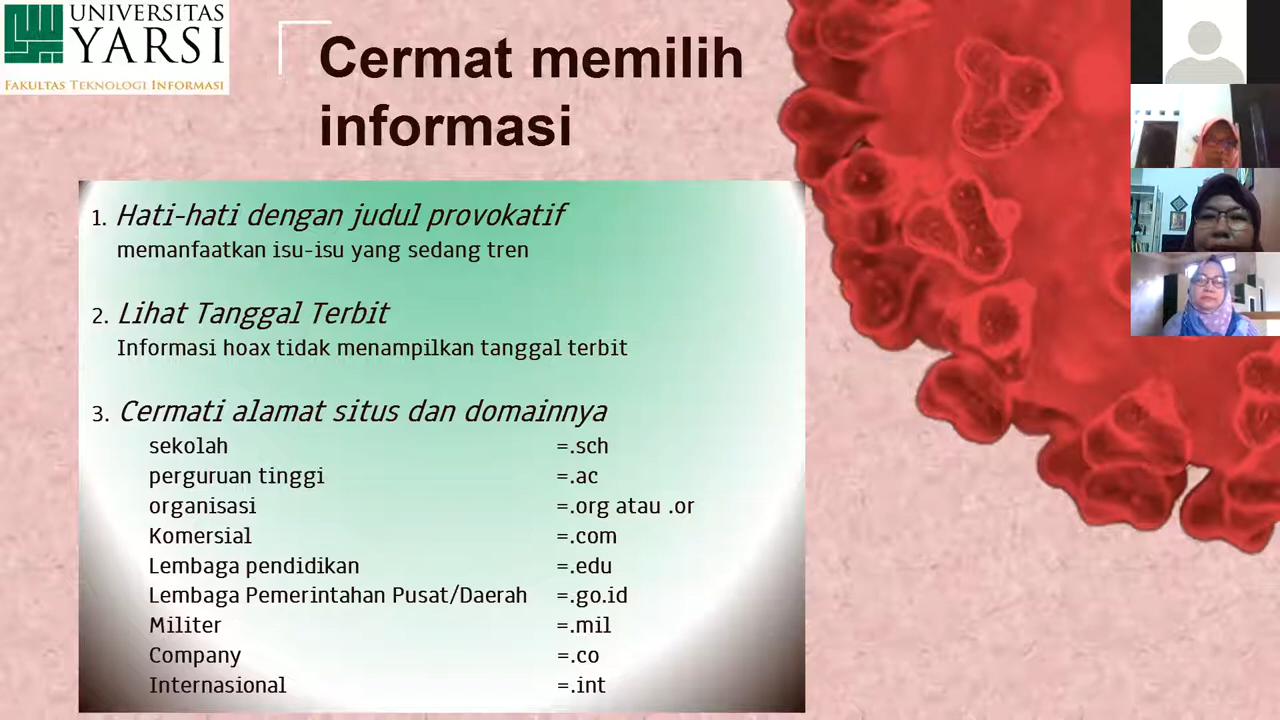 UNIVERSITAS
YARSI
FAKULTAS TEKNOLOGI INFORMASI
Cermat memilih
informasi
1. Hati-hati dengan judul provokatif
memanfaatkan isu-isu yang sedang tren
2. Lihat Tanggal Terbit
Informasi hoax tidak menampilkan tanggal terbit
3. Cermati alamat situs dan domainnya
sekolah =.sch
perguruan tinggi =.ac
organisasi =.org atau .or
Komersial =.com
Lembaga pendidikan =.edu
Lembaga Pemerintahan Pusat/Daerah =.go.id
Militer =.mil
Company =.co
Internasional =.int